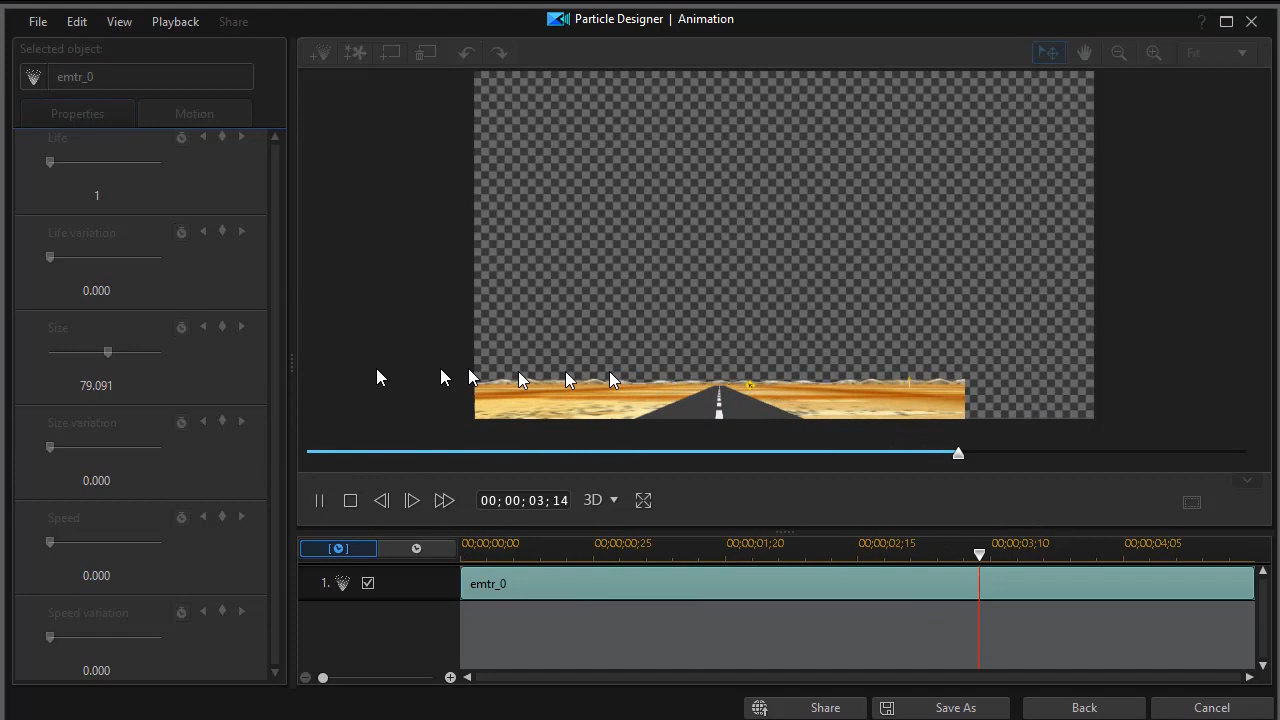 File Edit View Playback Share
Particle Designer | Animation
?
Selected object:
emtr_0
Properties Motion
Life
1
Life variation
0.000
Size
79.091
Size variation
0.000
Speed
0.000
Speed variation
0.000
Fit
00;00;03;14
3D
00;00;00;00 00;00;00;25 00;00;01;20 00;00;02;15 00;00;03;10 00;00;04;05
1. emtr_0
Share Save As Back Cancel